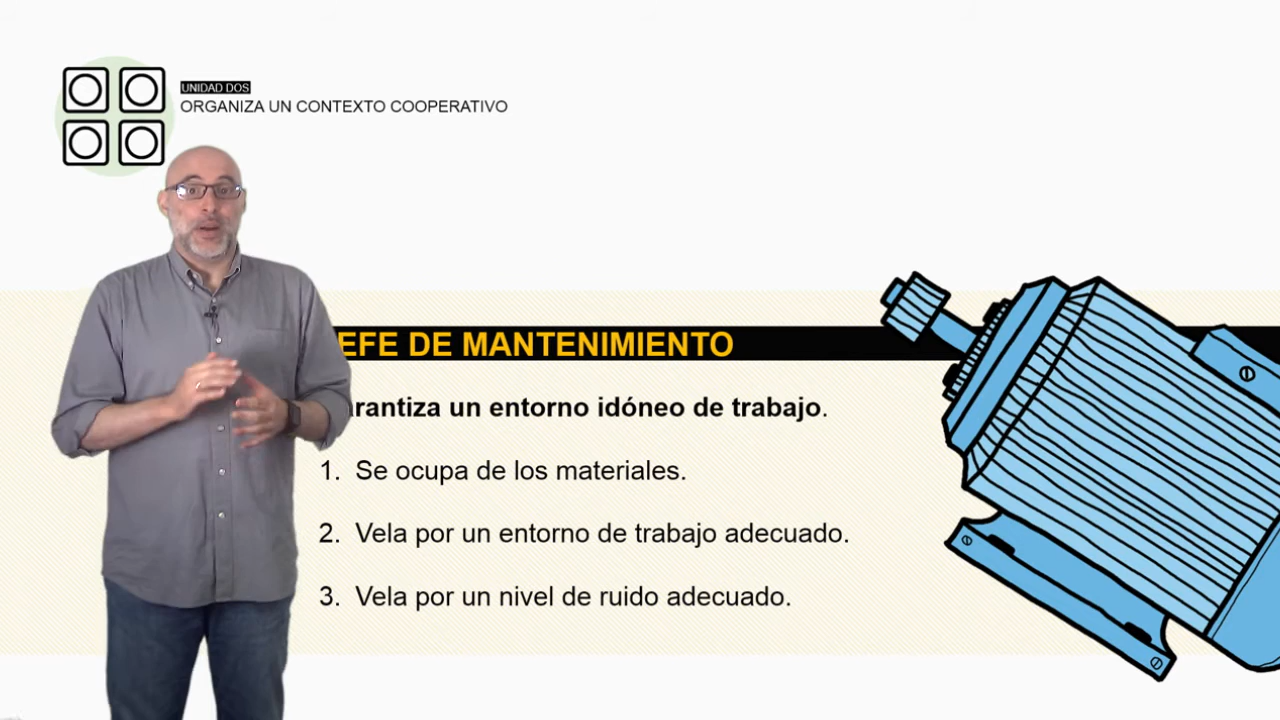 UNIDAD DOS
ORGANIZA UN CONTEXTO COOPERATIVO
EFE DE MANTENIMIENTO
arantiza un entorno idóneo de trabajo.
1. Se ocupa de los materiales.
2. Vela por un entorno de trabajo adecuado.
3. Vela por un nivel de ruido adecuado.